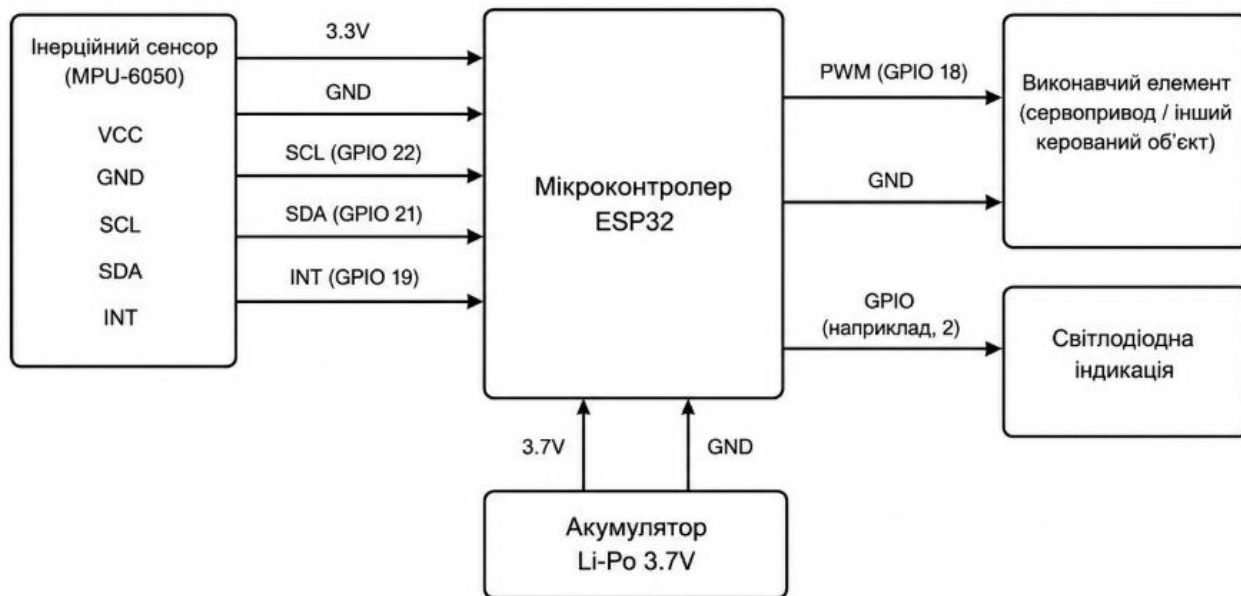 Інерційний сенсор
(MPU-6050)
VCC
GND
SCL
SDA
INT
3.3V
GND
SCL (GPIO 22)
SDA (GPIO 21)
INT (GPIO 19)
Мікроконтролер
ESP32
PWM (GPIO 18)
GND
GPIO
(наприклад, 2)
Виконавчий елемент
(сервопривод / інший
керований об’єкт)
Світлодіодна
індикація
3.7V
GND
Акумулятор
Li-Po 3.7V